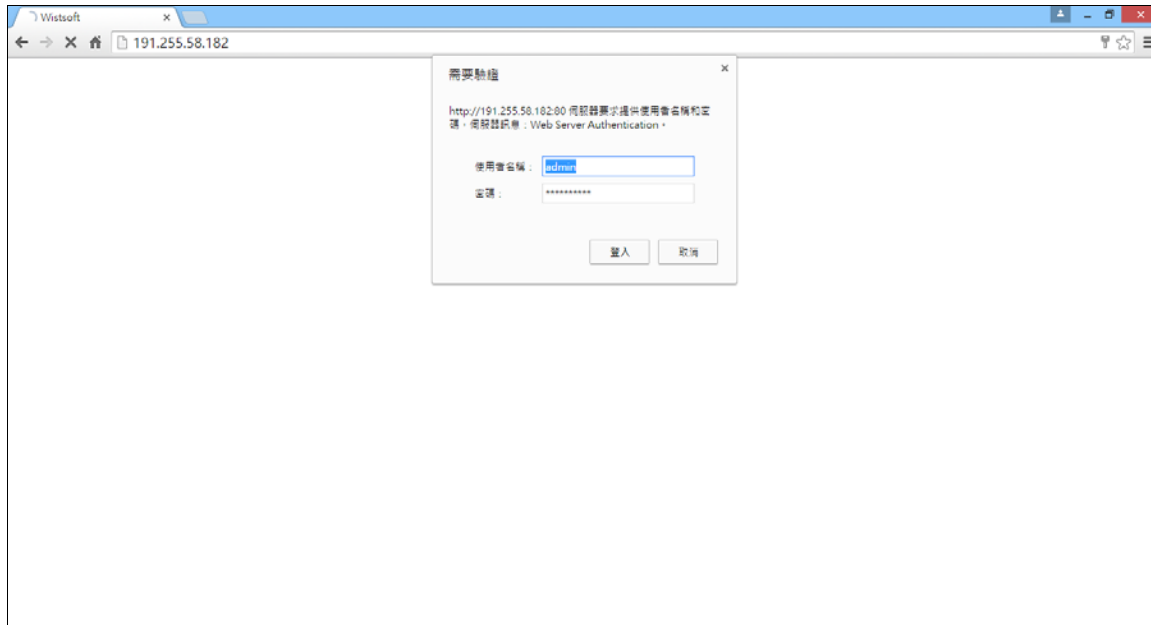 Wistsoft
191.255.58.182
需要驗證
http://191.255.58.182:80 伺服器要求提供使用者名稱和密
碼。伺服器訊息：Web Server Authentication。
使用者名稱：
admin
密碼：
**********
登入
取消